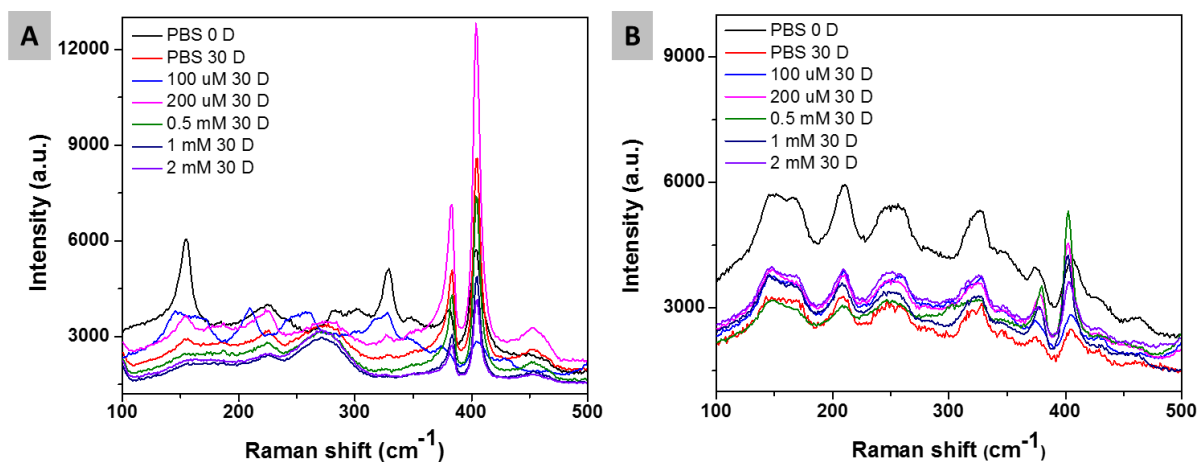 A
PBS 0 D
PBS 30 D
100 uM 30 D
200 uM 30 D
0.5 mM 30 D
1 mM 30 D
2 mM 30 D
12000
9000
6000
3000
Intensity (a.u.)
100 200 300 400 500
Raman shift (cm⁻¹)
B
PBS 0 D
PBS 30 D
100 uM 30 D
200 uM 30 D
0.5 mM 30 D
1 mM 30 D
2 mM 30 D
9000
6000
3000
Intensity (a.u.)
100 200 300 400 500
Raman shift (cm⁻¹)